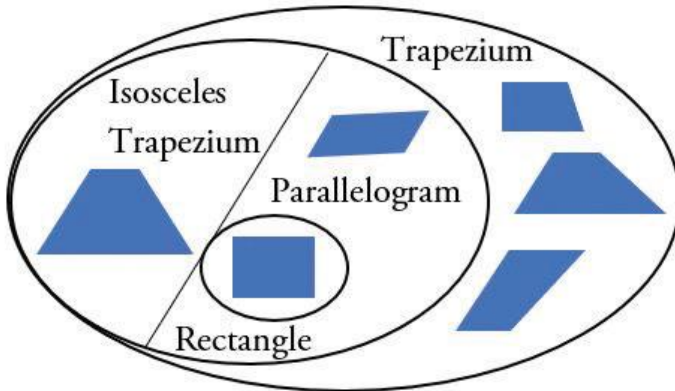 Trapezium
Isosceles
Trapezium
Parallelogram
Rectangle